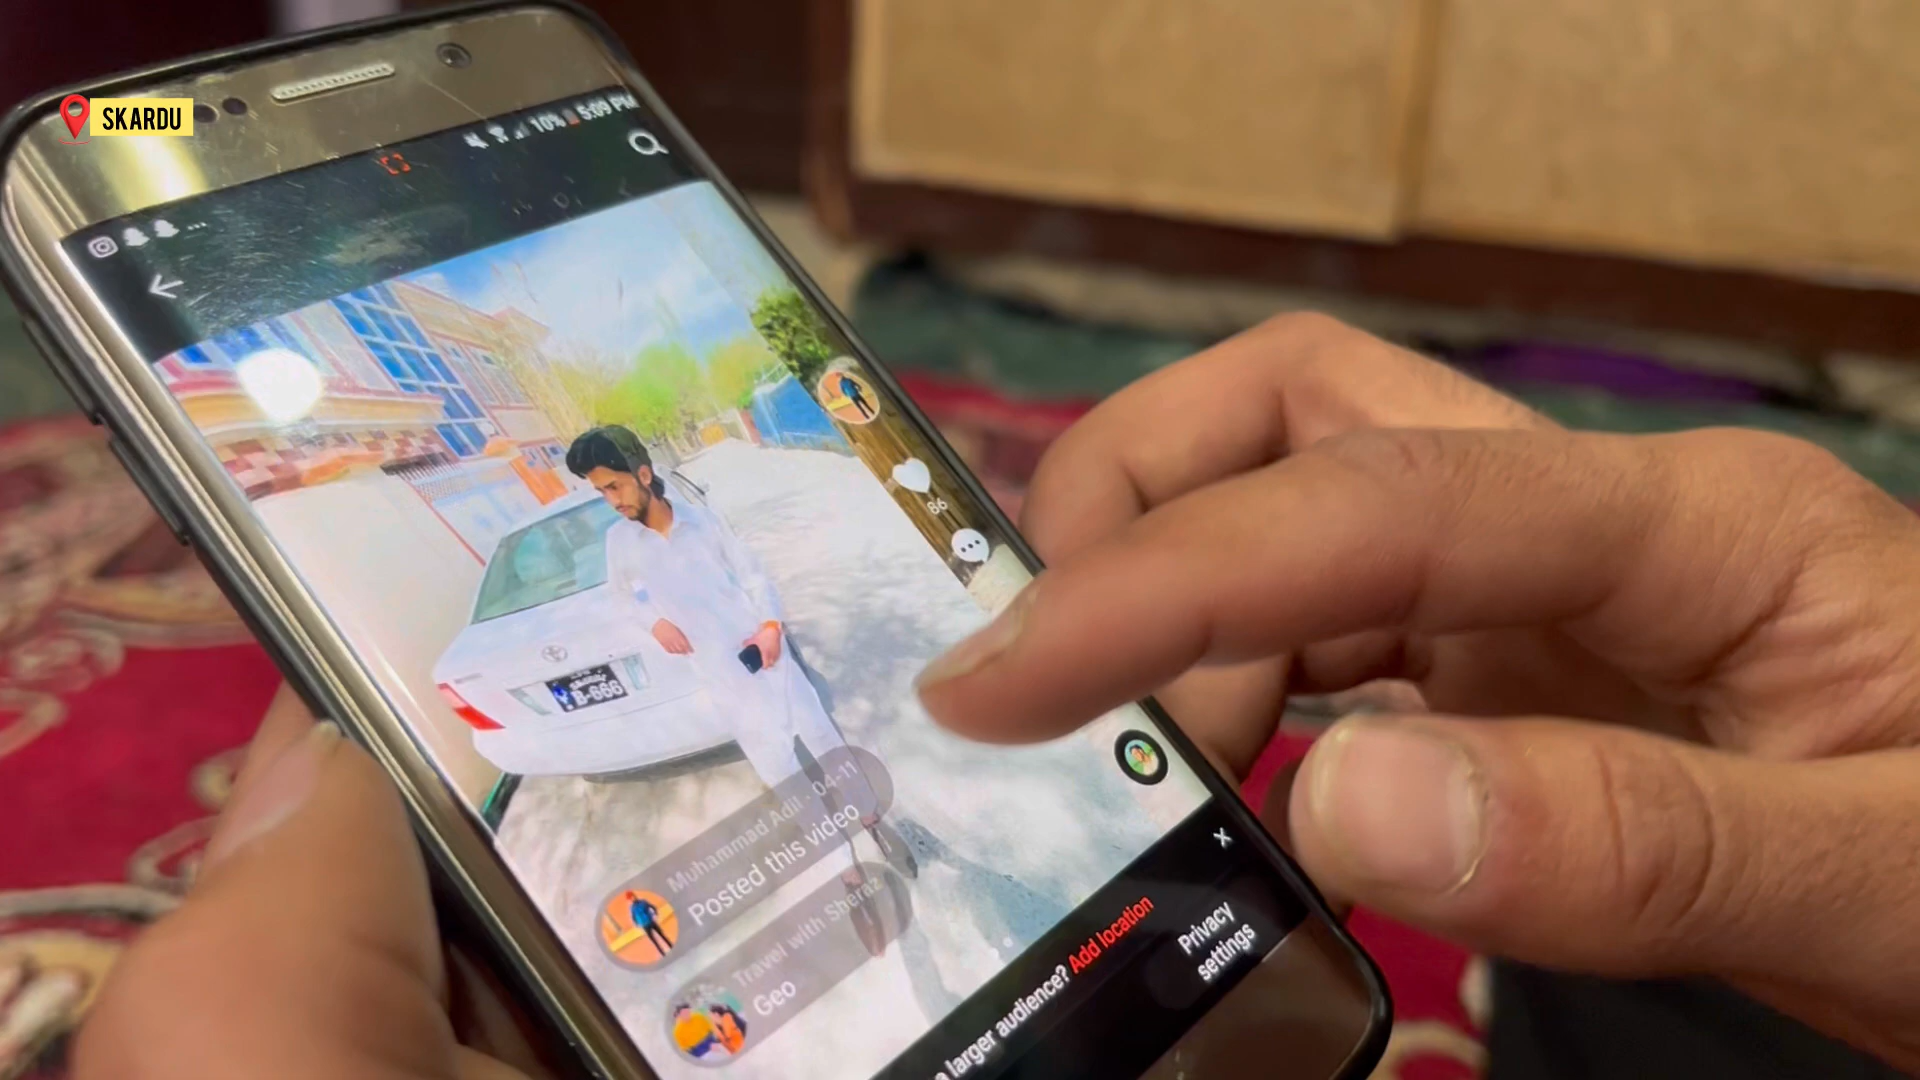 SKARDU
10% 5:09 PM
86
B-666
Muhammad Adil · 04-11
Posted this video
Travel with Sheraz
Geo
a larger audience? Add location
Privacy
settings